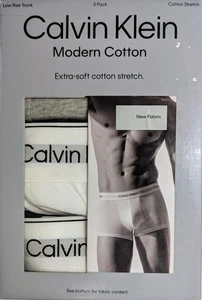 Low Rise Trunk 3 Pack Cotton Stretch
Calvin Klein
Modern Cotton
Extra-soft cotton stretch.
New Fabric
Calvin K
Calvin K
See bottom for fabric content.